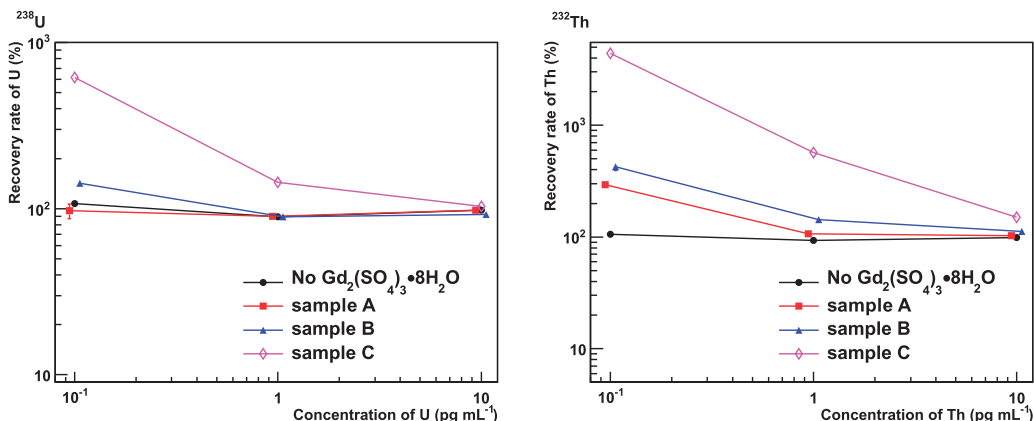 ²³⁸U
Recovery rate of U (%)
10³
10²
10
No Gd₂(SO₄)₃•8H₂O
sample A
sample B
sample C
10⁻¹ 1 10
Concentration of U (pg mL⁻¹)
²³²Th
Recovery rate of Th (%)
10³
10²
10
No Gd₂(SO₄)₃•8H₂O
sample A
sample B
sample C
10⁻¹ 1 10
Concentration of Th (pg mL⁻¹)